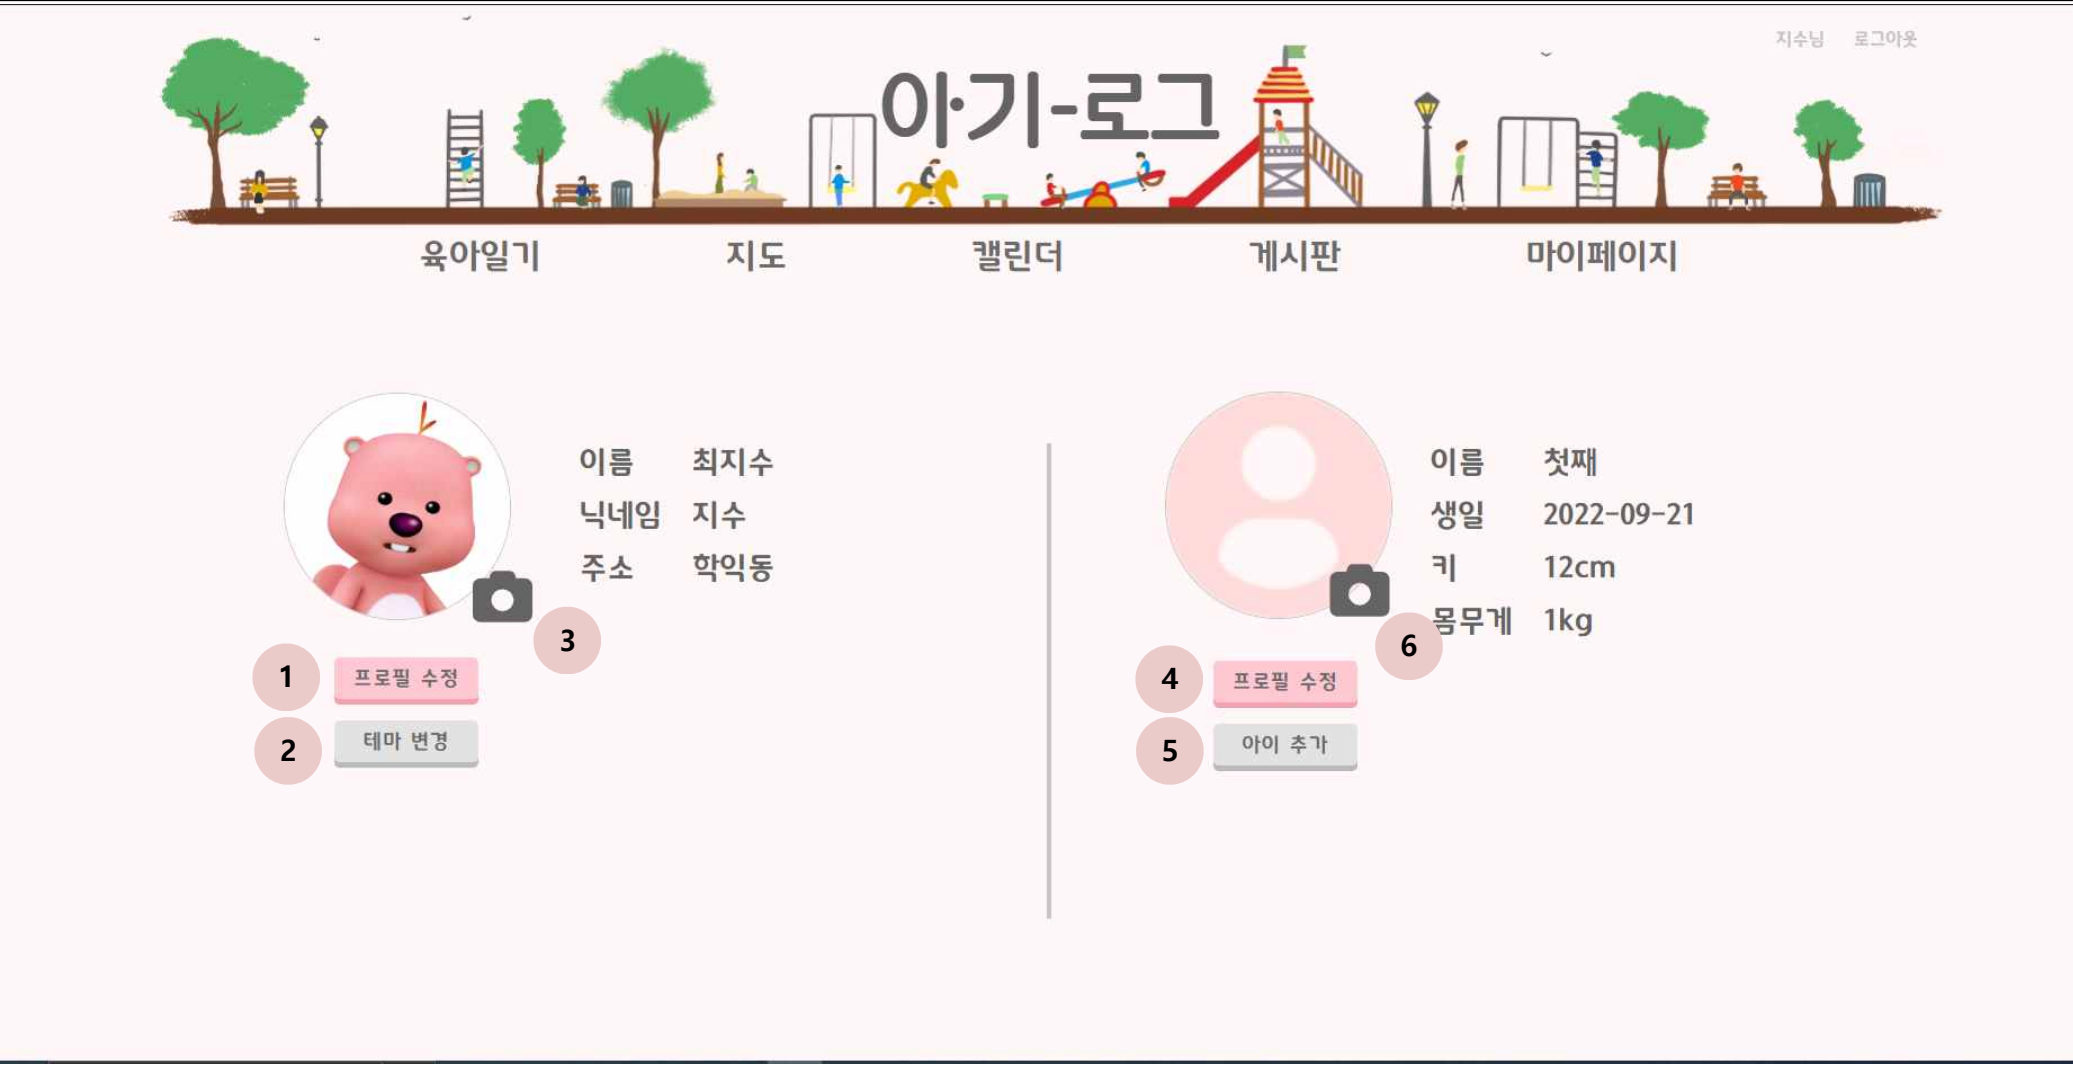 지수님 로그아웃
아기-로그
육아일기 지도 캘린더 게시판 마이페이지
이름 최지수
닉네임 지수
주소 학익동
3
1 프로필 수정
2 테마 변경
이름 첫째
생일 2022-09-21
키 12cm
몸무게 1kg
6
4 프로필 수정
5 아이 추가